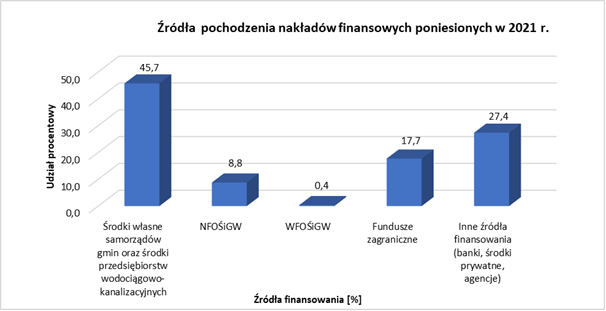 Źródła pochodzenia nakładów finansowych poniesionych w 2021 r.
Udział procentowy
50,0
40,0
30,0
20,0
10,0
0,0
45,7
8,8
0,4
17,7
27,4
Środki własne
samorządów
gmin oraz środki
przedsiębiorstw
wodociągowo-
kanalizacyjnych
NFOŚiGW
WFOŚiGW
Fundusze
zagraniczne
Inne źródła
finansowania
(banki, środki
prywatne,
agencje)
Źródła finansowania [%]